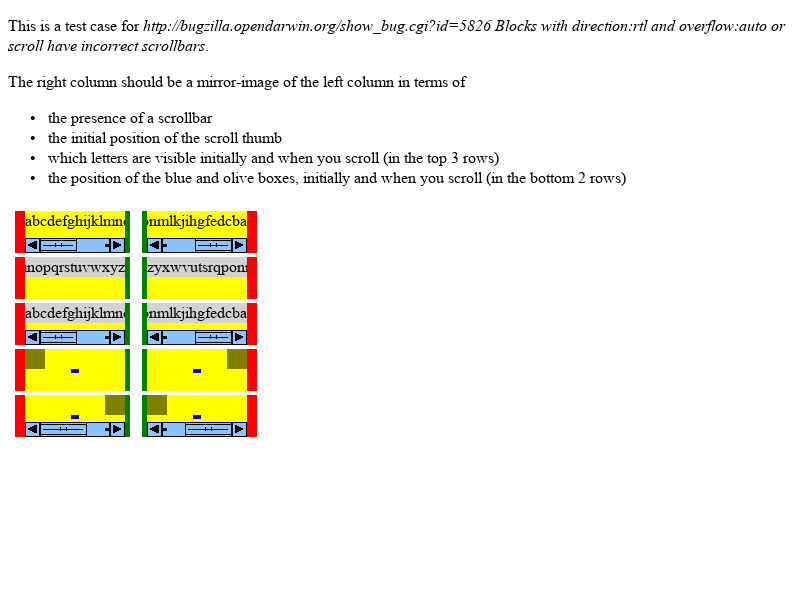 This is a test case for http://bugzilla.opendarwin.org/show_bug.cgi?id=5826 Blocks with direction:rtl and overflow:auto or
scroll have incorrect scrollbars.
The right column should be a mirror-image of the left column in terms of
• the presence of a scrollbar
• the initial position of the scroll thumb
• which letters are visible initially and when you scroll (in the top 3 rows)
• the position of the blue and olive boxes, initially and when you scroll (in the bottom 2 rows)
abcdefghijklmno onmlkjihgfedcba
nopqrstuvwxyz zyxwvutsrqpon
abcdefghijklmno onmlkjihgfedcba